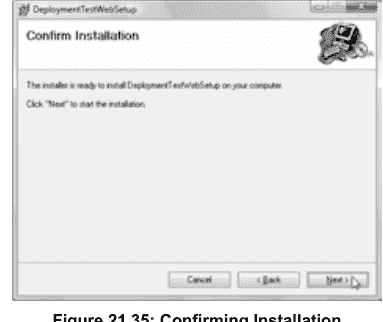 DeploymentTestWebSetup
Confirm Installation
The installer is ready to install DeploymentTestWebSetup on your computer.
Click "Next" to start the installation.
Cancel
< Back
Next >
Figure 21.35: Confirming Installation